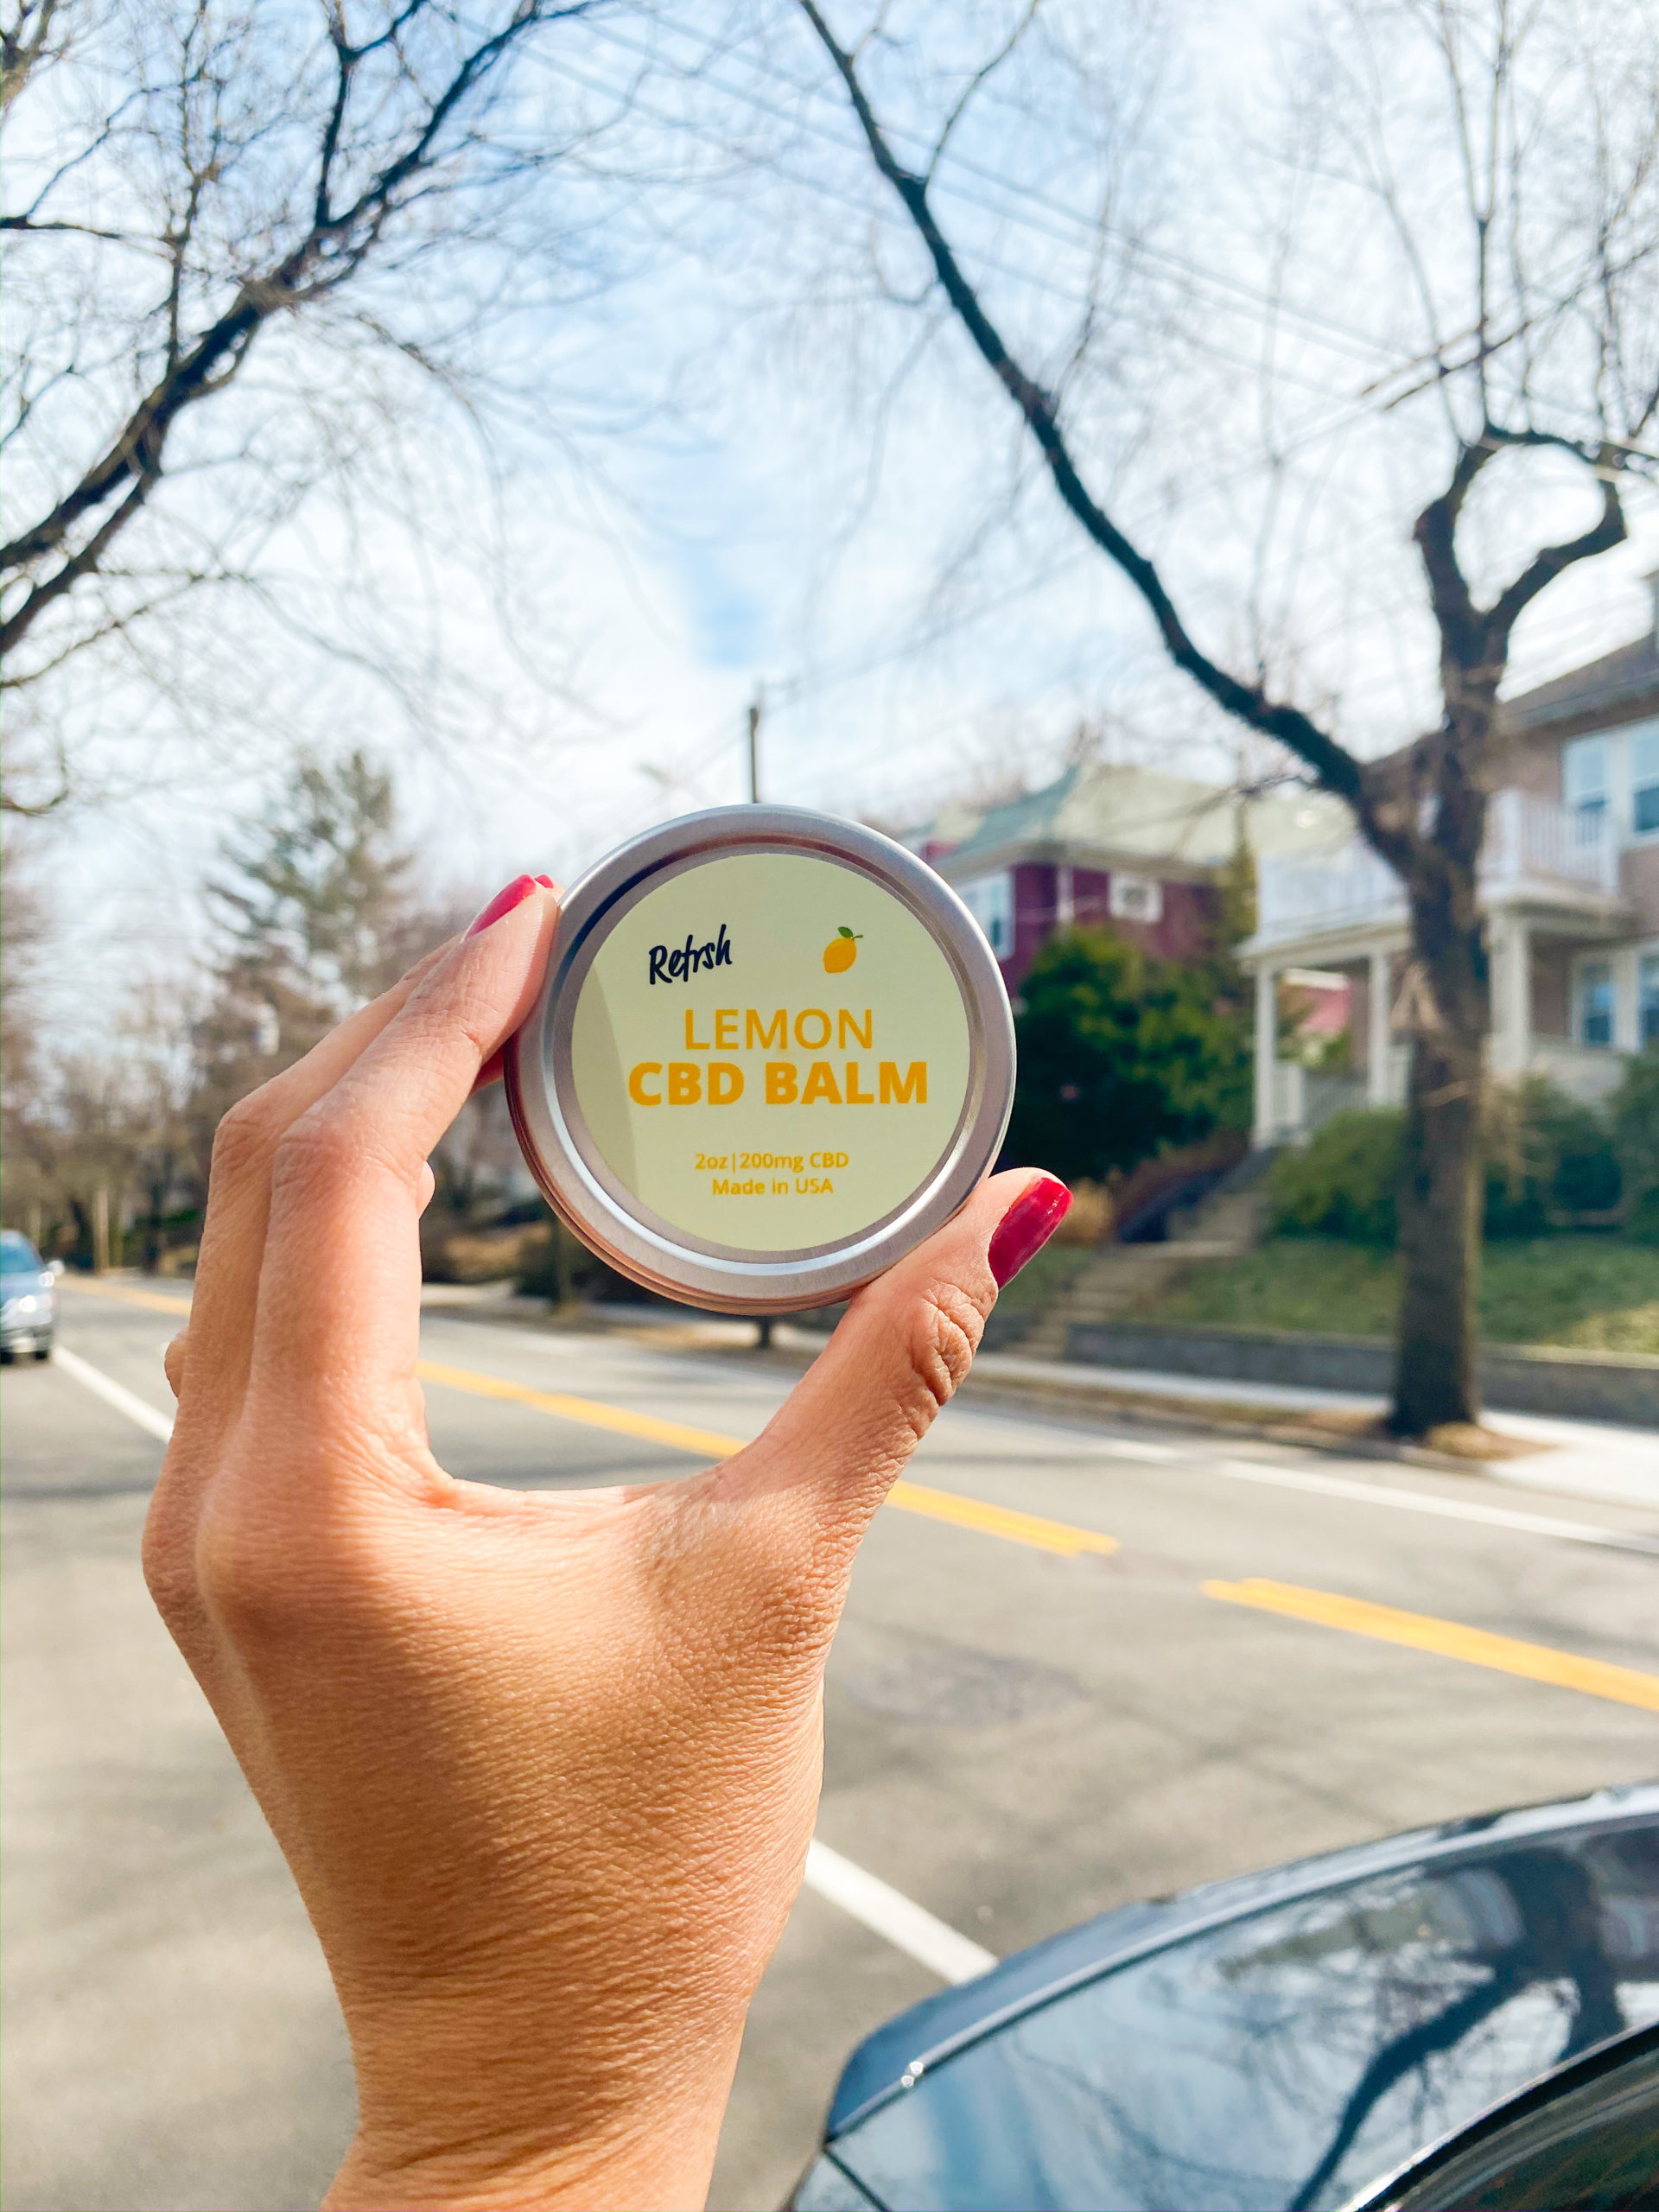 Refrsh
LEMON
CBD BALM
2oz|200mg CBD
Made in USA